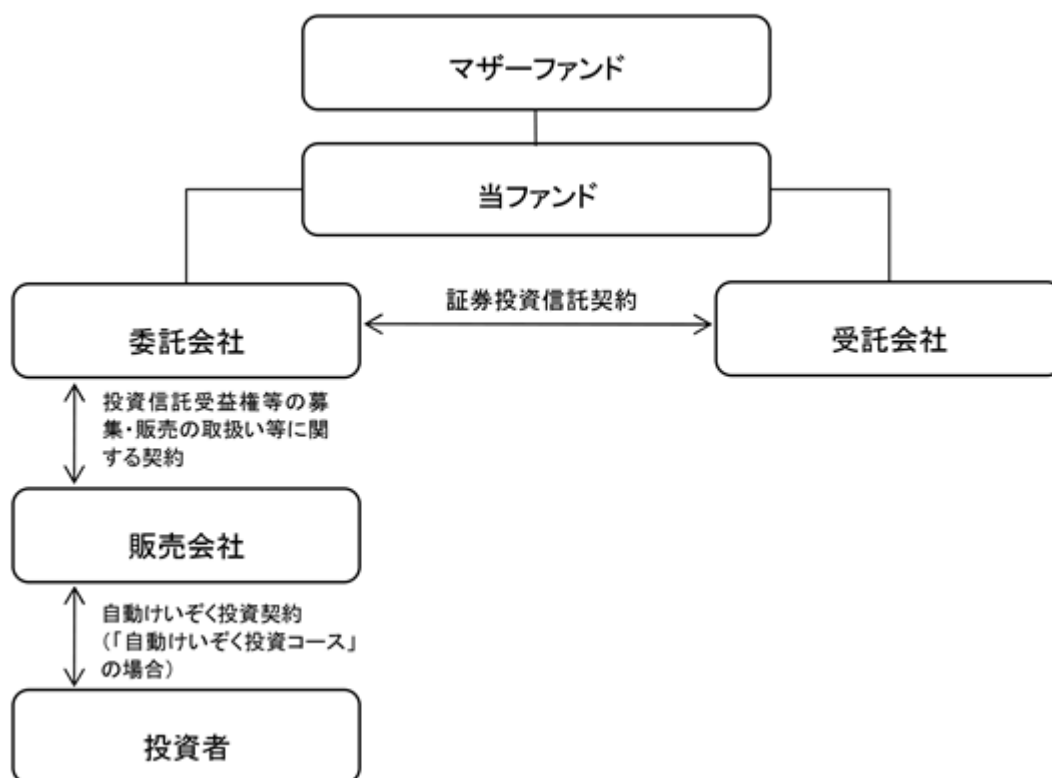 マザーファンド
当ファンド
証券投資信託契約
委託会社
受託会社
投資信託受益権等の募
集・販売の取扱い等に関
する契約
販売会社
自動けいぞく投資契約
(「自動けいぞく投資コース」
の場合)
投資者